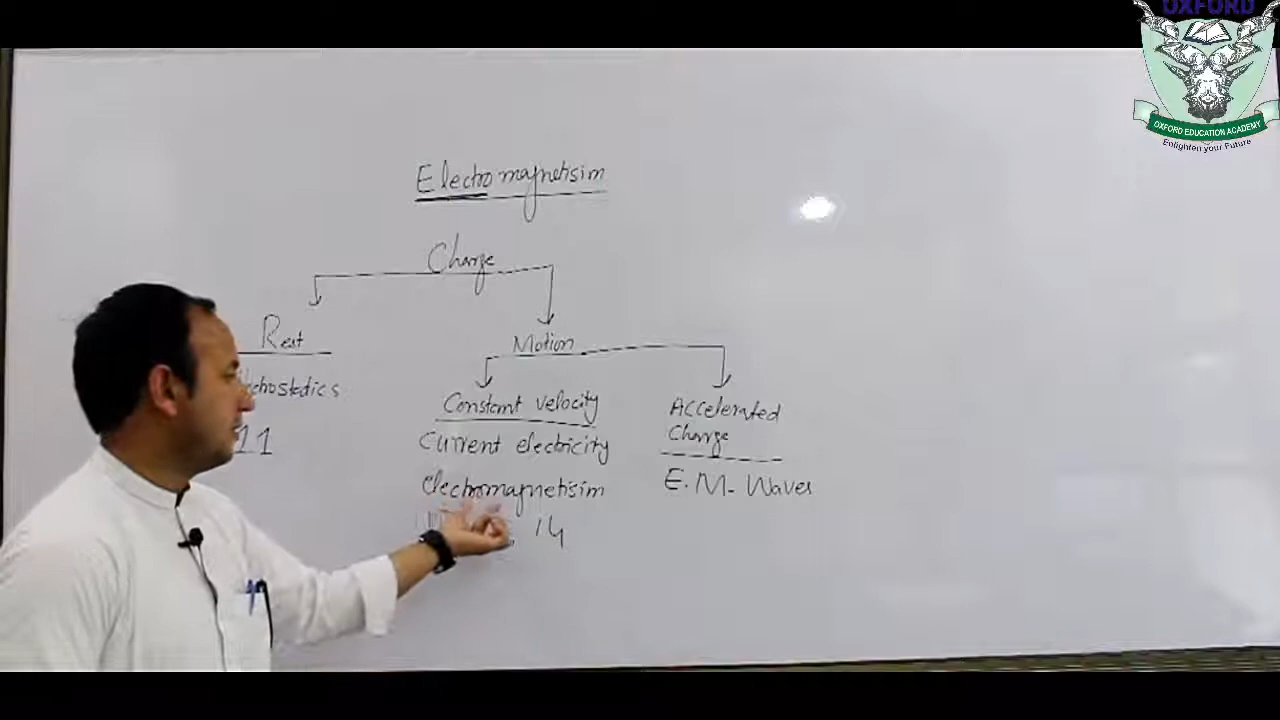 OXFORD
OXFORD EDUCATION ACADEMY
Enlighten your Future
Electromagnetisim
Charge
Rest
Motion
chostedics
11
Constant velocity
Current electricity
electromagnetisim
14
Accelerated
Charge
E.M. Waves